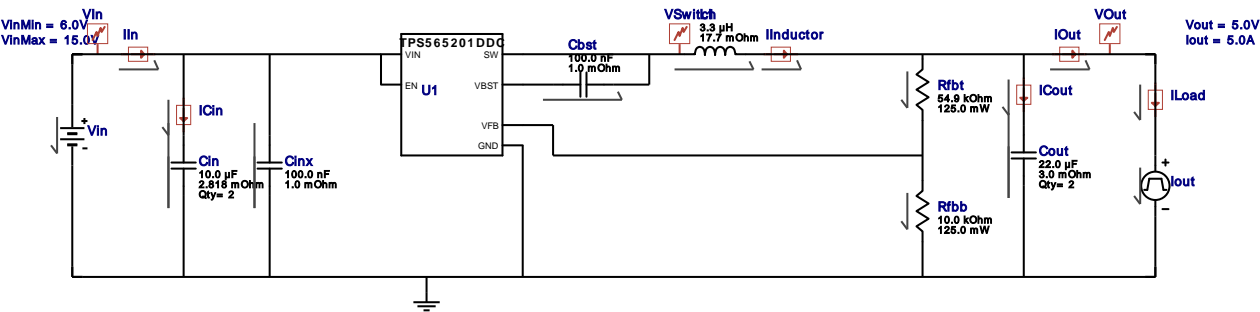 VinMin = 6.0V
VinMax = 15.0V
Vin
IIn
TPS565201DDC
VIN
EN
U1
SW
VBST
VFB
GND
Cbst
100.0 nF
1.0 mOhm
VSwitch
3.3 µH
17.7 mOhm
IInductor
IOut
VOut
Vout = 5.0V
Iout = 5.0A
Vin
+
-
ICin
Cin
10.0 µF
2.818 mOhm
Qty= 2
Cinx
100.0 nF
1.0 mOhm
Rfbt
54.9 kOhm
125.0 mW
Rfbb
10.0 kOhm
125.0 mW
ICout
Cout
22.0 µF
3.0 mOhm
Qty= 2
ILoad
+
Iout
–